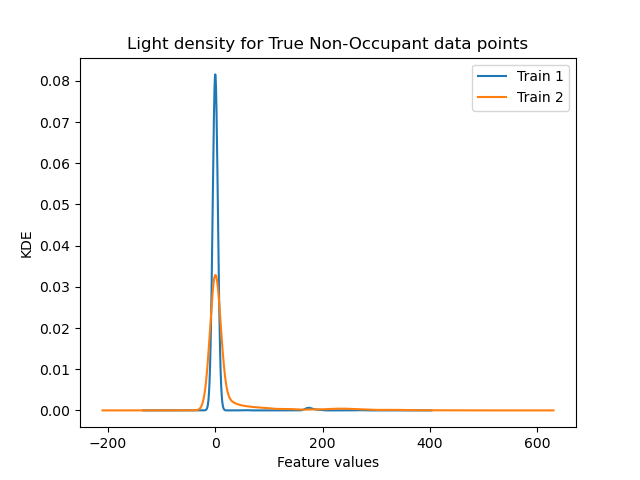 Light density for True Non-Occupant data points
Train 1
Train 2
KDE
0.08
0.07
0.06
0.05
0.04
0.03
0.02
0.01
0.00
−200 0 200 400 600
Feature values